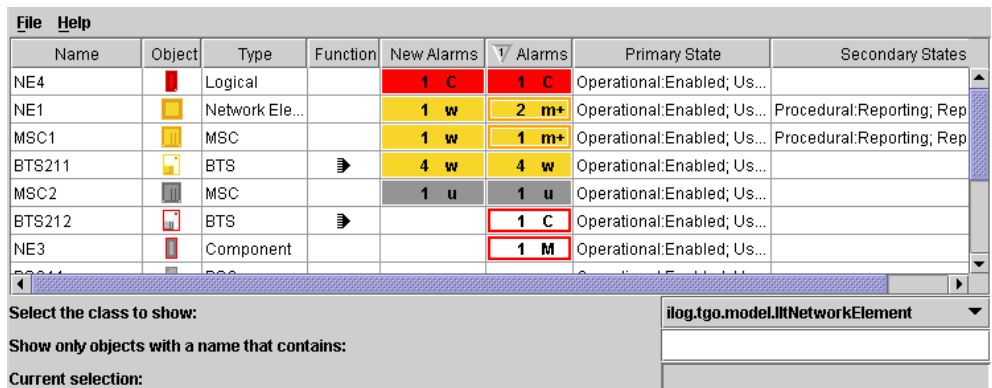 File Help
Name Object Type Function New Alarms 1 Alarms Primary State Secondary States
NE4 Logical 1 C 1 C Operational:Enabled; Us...
NE1 Network Ele... 1 w 2 m+ Operational:Enabled; Us... Procedural:Reporting; Rep
MSC1 MSC 1 w 1 m+ Operational:Enabled; Us... Procedural:Reporting; Rep
BTS211 BTS 4 w 4 w Operational:Enabled; Us...
MSC2 MSC 1 u 1 u Operational:Enabled; Us...
BTS212 BTS 1 C Operational:Enabled; Us...
NE3 Component 1 M Operational:Enabled; Us...
Select the class to show: ilog.tgo.model.IltNetworkElement
Show only objects with a name that contains:
Current selection: